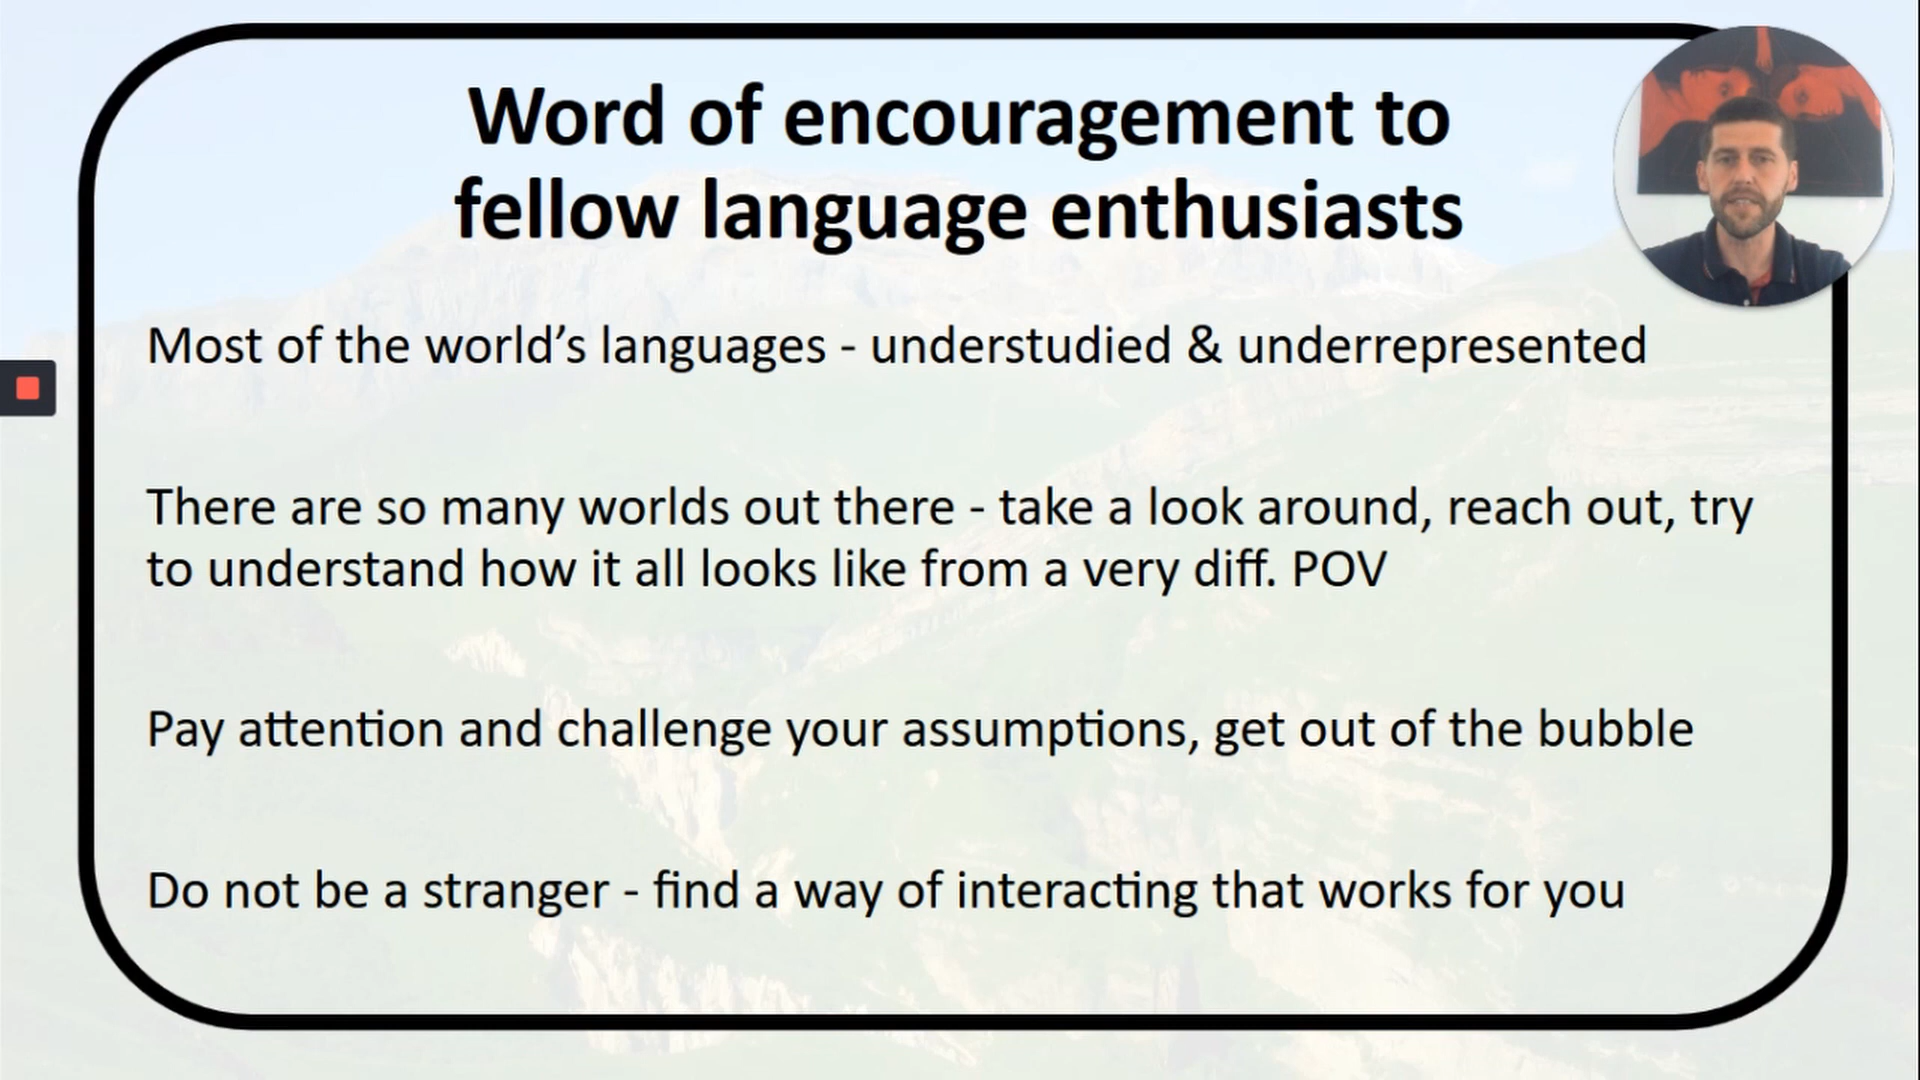 Word of encouragement to
fellow language enthusiasts
Most of the world’s languages - understudied & underrepresented
There are so many worlds out there - take a look around, reach out, try
to understand how it all looks like from a very diff. POV
Pay attention and challenge your assumptions, get out of the bubble
Do not be a stranger - find a way of interacting that works for you